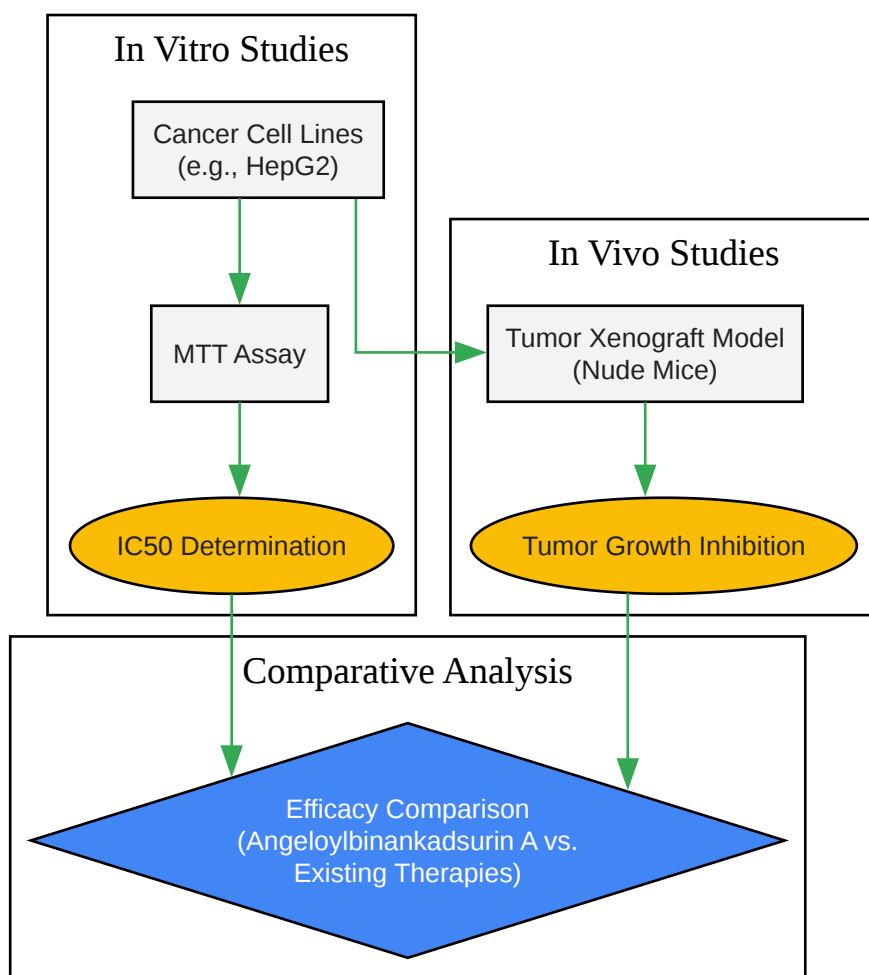 In Vitro Studies
Cancer Cell Lines
(e.g., HepG2)
MTT Assay
IC50 Determination
In Vivo Studies
Tumor Xenograft Model
(Nude Mice)
Tumor Growth Inhibition
Comparative Analysis
Efficacy Comparison
(Angeloylbinankadsurin A vs.
Existing Therapies)